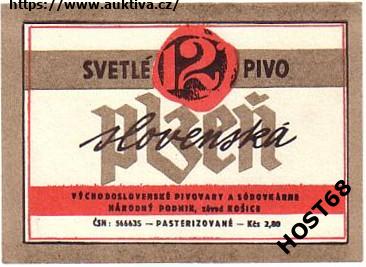 https://www.auktiva.cz/
SVETLÉ 12 PIVO
plzeň
slovenská
VÝCHODOSLOVENSKÉ PIVOVARY A SÓDOVKÁRNE
NÁRODNÝ PODNIK, závod KOŠICE
ČSN: 566635 — PASTERIZOVANÉ — Kčs 2,80
HOST68